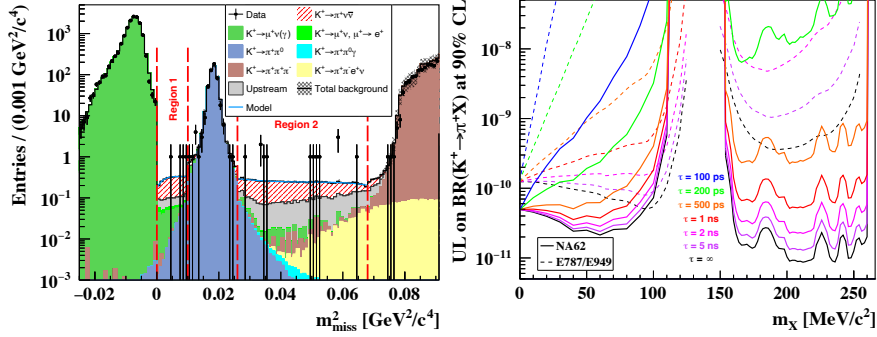 Entries / (0.001 GeV²/c⁴)
10³
10²
10
1
10⁻¹
10⁻²
10⁻³
Data
K⁺→π⁺νν̄
K⁺→μ⁺ν(γ)
K⁺→μ⁺ν, μ⁺→ e⁺
K⁺→π⁺π⁰
K⁺→π⁺π⁰γ
K⁺→π⁺π⁺π⁻
K⁺→π⁺π⁻e⁺ν
Upstream
Total background
Model
Region 1
Region 2
−0.02 0 0.02 0.04 0.06 0.08
m²miss [GeV²/c⁴]
UL on BR(K⁺→π⁺X) at 90% CL
10⁻⁸
10⁻⁹
10⁻¹⁰
10⁻¹¹
τ = 100 ps
τ = 200 ps
τ = 500 ps
τ = 1 ns
τ = 2 ns
τ = 5 ns
τ = ∞
NA62
E787/E949
0 50 100 150 200 250
mX [MeV/c²]